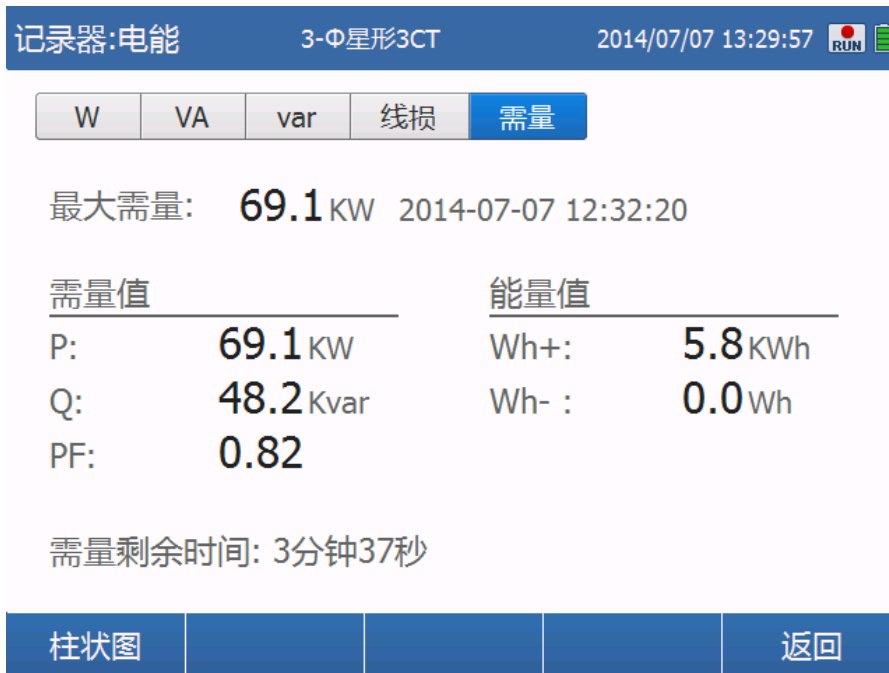 记录器:电能 3-Φ星形3CT 2014/07/07 13:29:57 RUN
W VA var 线损 需量
最大需量: 69.1 KW 2014-07-07 12:32:20
需量值 能量值
P: 69.1 KW Wh+: 5.8 KWh
Q: 48.2 Kvar Wh- : 0.0 Wh
PF: 0.82
需量剩余时间: 3分钟37秒
柱状图 返回